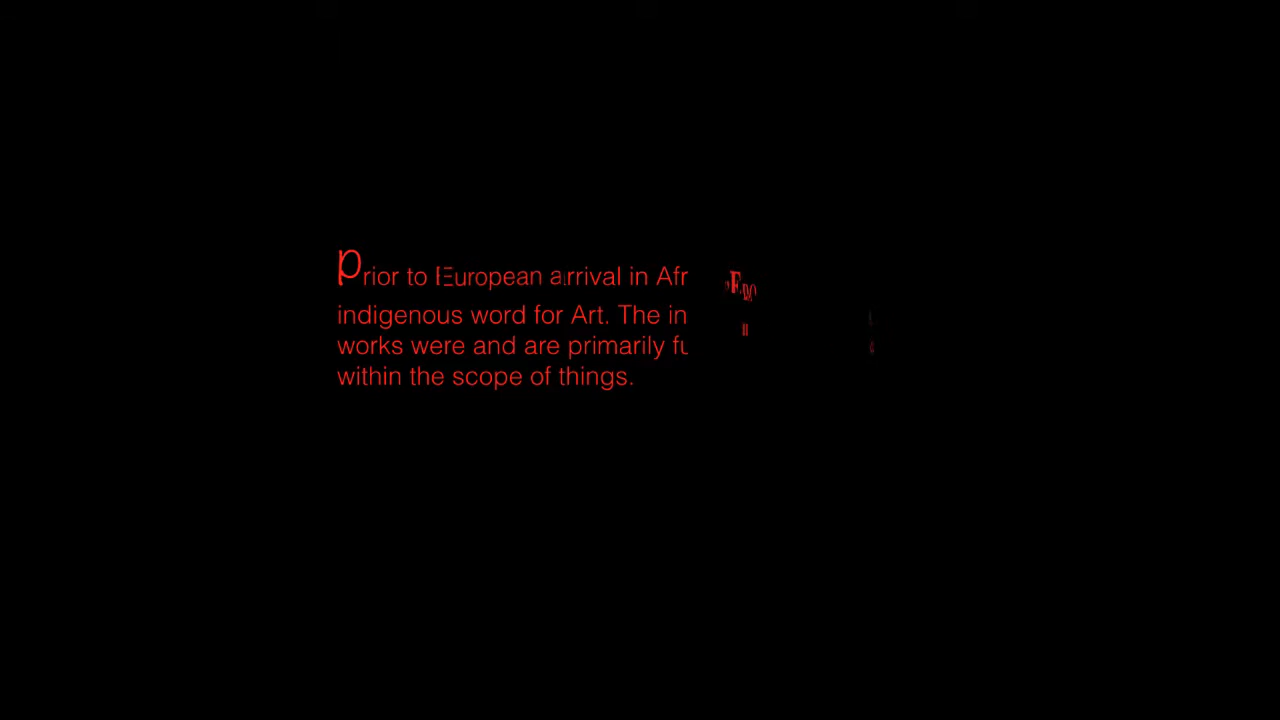 Prior to European arrival in Afr
indigenous word for Art. The in
works were and are primarily fu
within the scope of things.